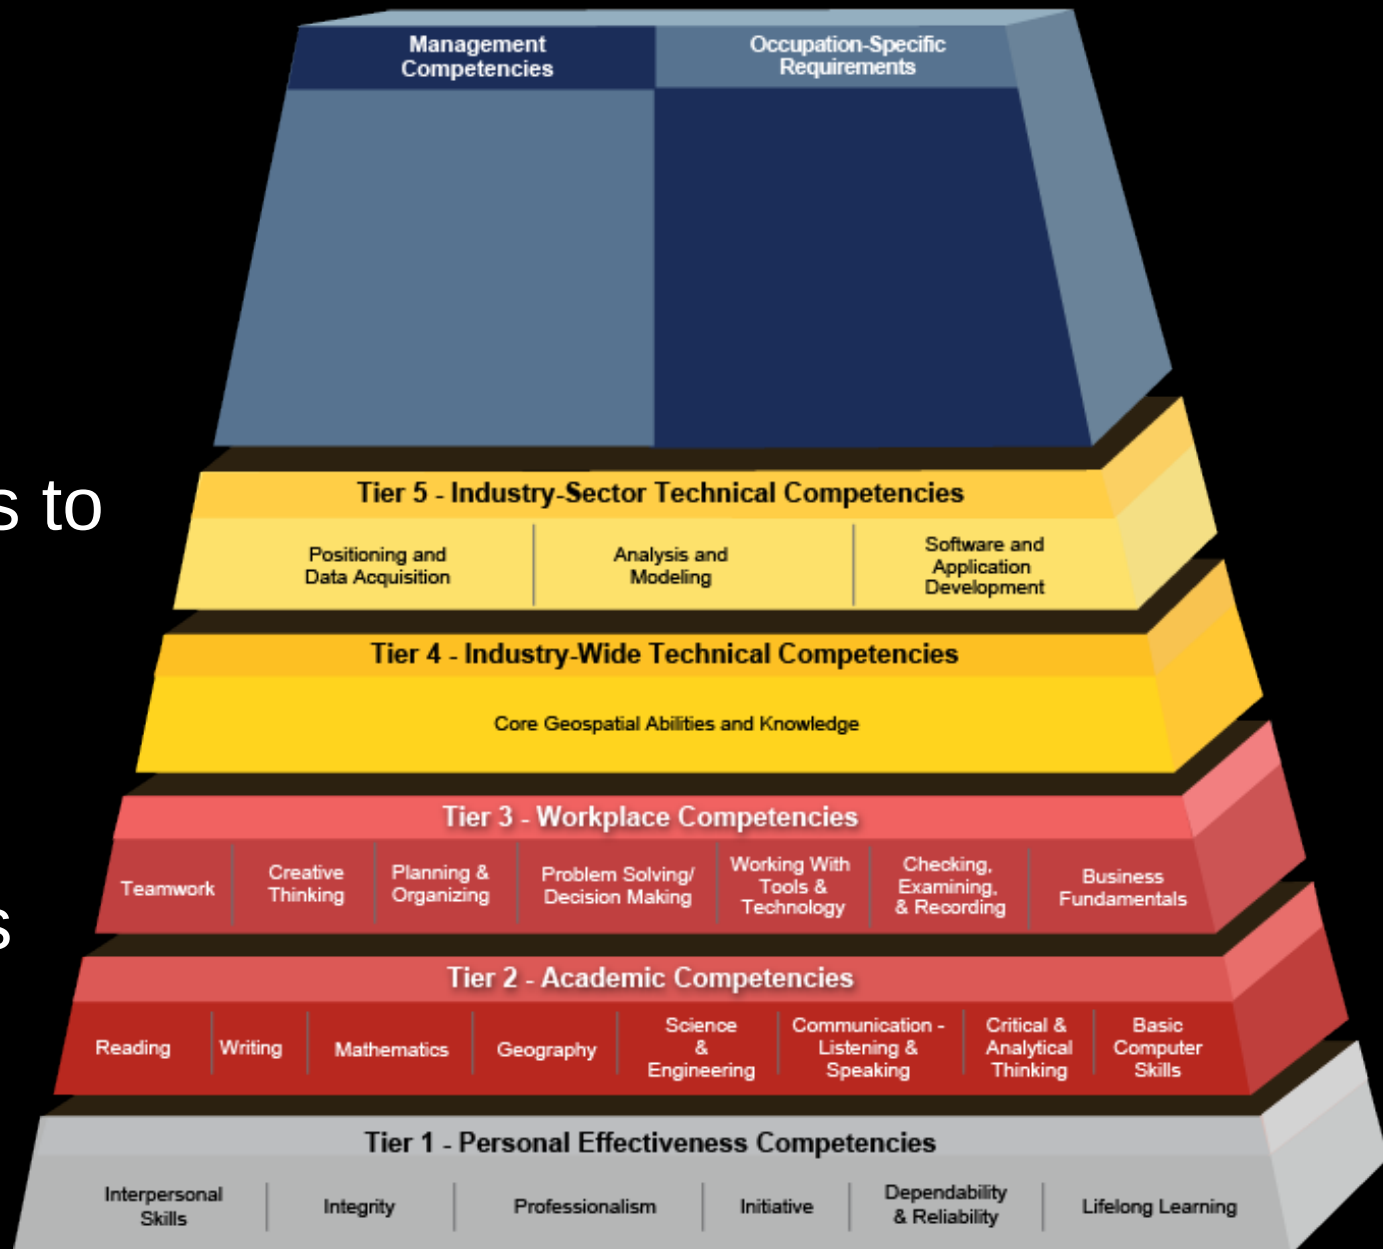 Management
Competencies
Occupation-Specific
Requirements
s to
Tier 5 - Industry-Sector Technical Competencies
Positioning and
Data Acquisition
Analysis and
Modeling
Software and
Application
Development
Tier 4 - Industry-Wide Technical Competencies
Core Geospatial Abilities and Knowledge
Tier 3 - Workplace Competencies
Teamwork
Creative
Thinking
Planning &
Organizing
Problem Solving/
Decision Making
Working With
Tools &
Technology
Checking,
Examining,
& Recording
Business
Fundamentals
s
Tier 2 - Academic Competencies
Reading
Writing
Mathematics
Geography
Science
&
Engineering
Communication -
Listening &
Speaking
Critical &
Analytical
Thinking
Basic
Computer
Skills
Tier 1 - Personal Effectiveness Competencies
Interpersonal
Skills
Integrity
Professionalism
Initiative
Dependability
& Reliability
Lifelong Learning